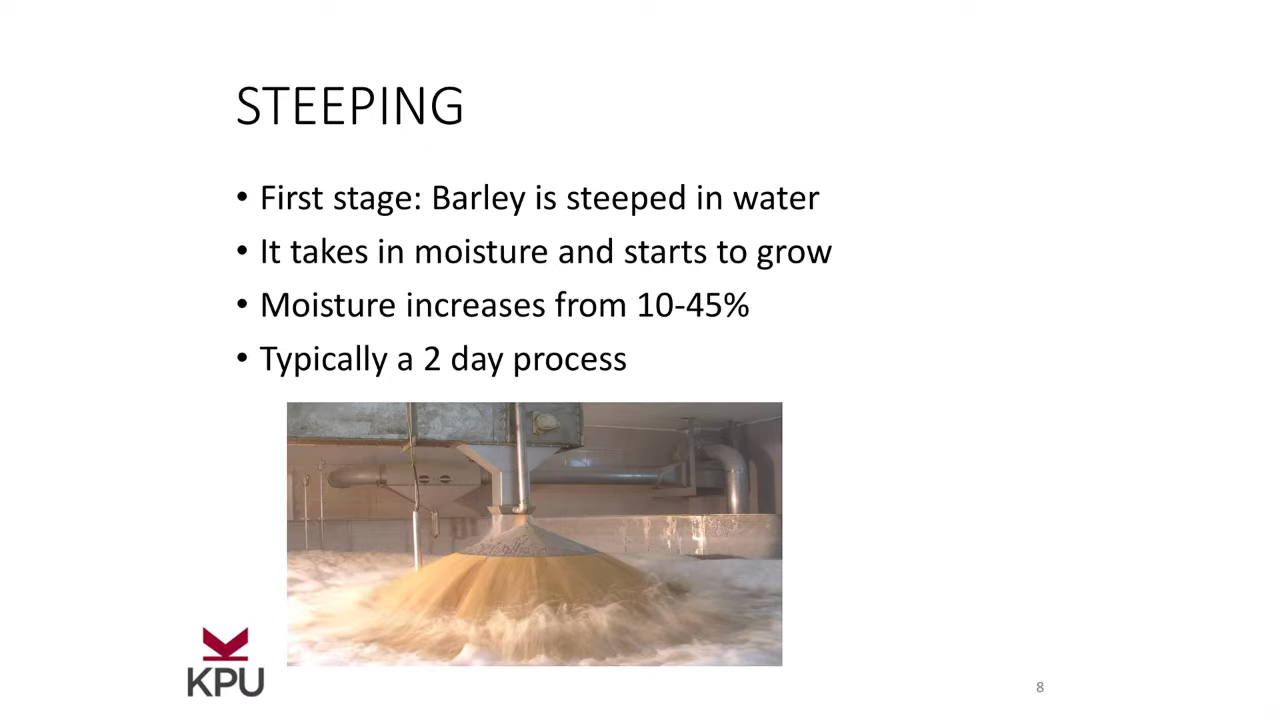 STEEPING
• First stage: Barley is steeped in water
• It takes in moisture and starts to grow
• Moisture increases from 10-45%
• Typically a 2 day process
KPU
8